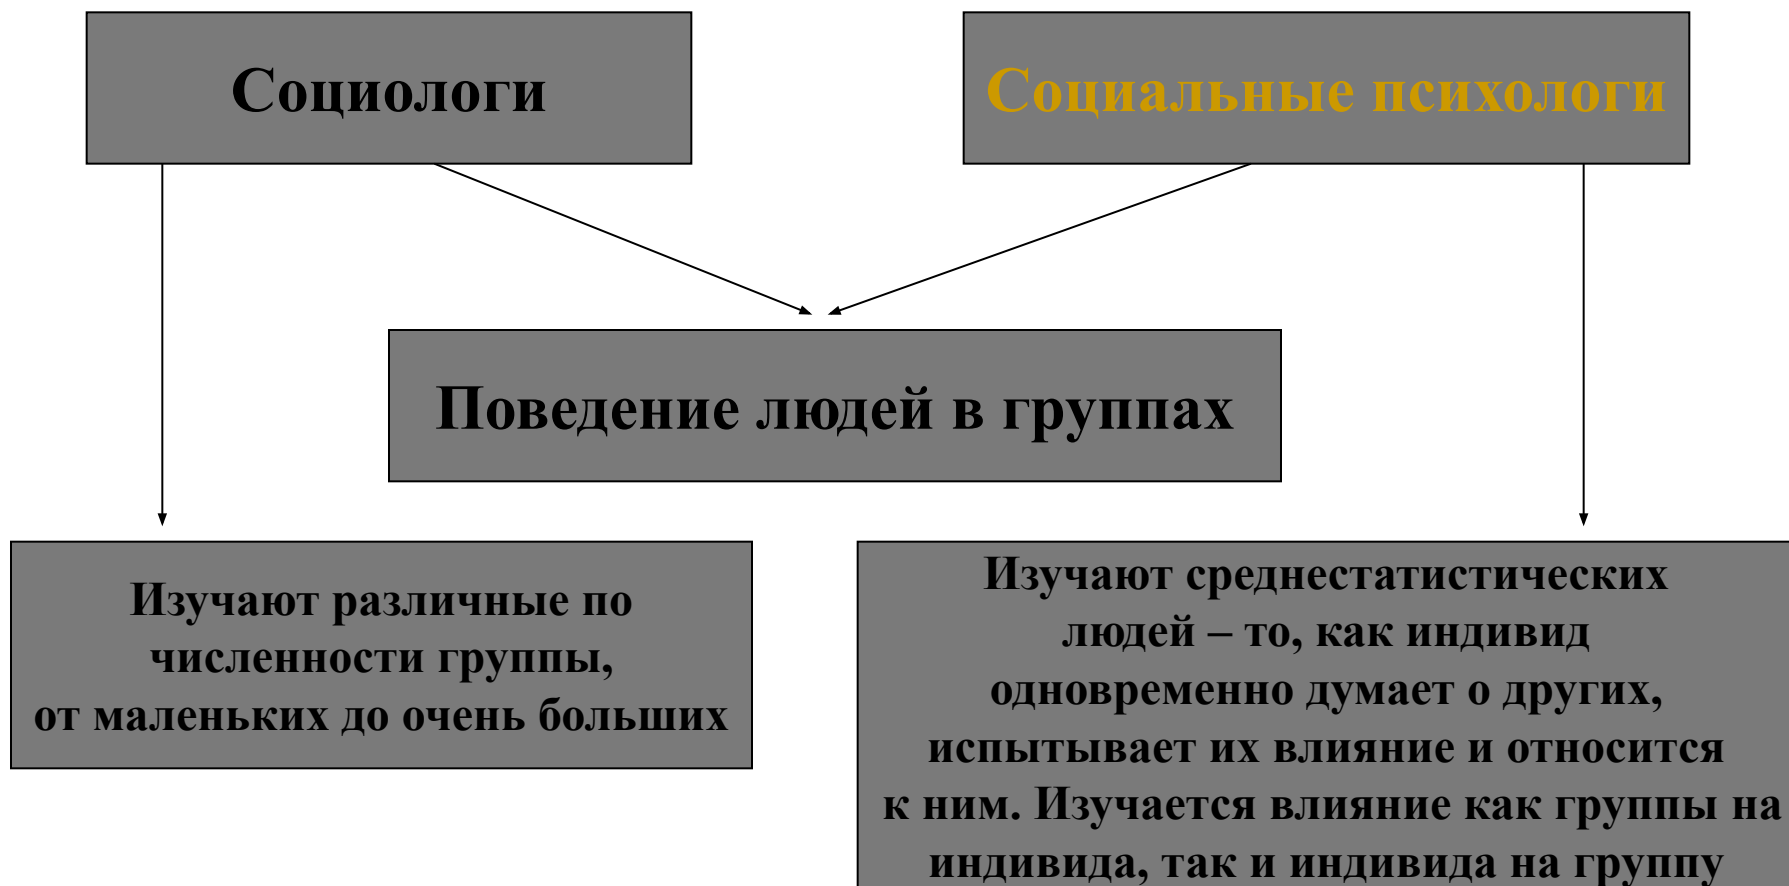 Социологи
Социальные психологи
Поведение людей в группах
Изучают различные по
численности группы,
от маленьких до очень больших
Изучают среднестатистических
людей – то, как индивид
одновременно думает о других,
испытывает их влияние и относится
к ним. Изучается влияние как группы на
индивида, так и индивида на группу